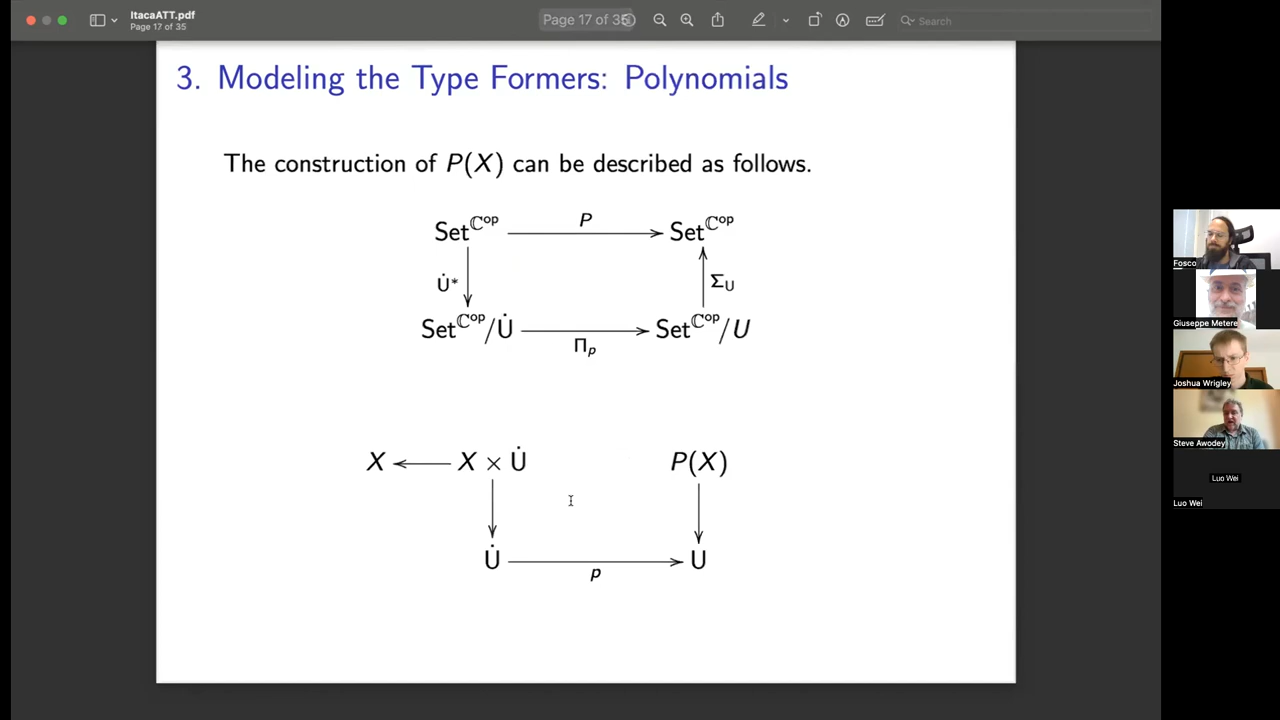 ItacaATT.pdf
Page 17 of 35
Page 17 of 35
Search
3. Modeling the Type Formers: Polynomials
The construction of P(X) can be described as follows.
Set^ℂ^op P Set^ℂ^op
U̇* Σ_U
Set^ℂ^op/U̇ Π_p Set^ℂ^op/U
X X × U̇ P(X)
U̇ p U
Fosco
Giuseppe Metere
Joshua Wrigley
Steve Awodey
Luo Wei
Luo Wei